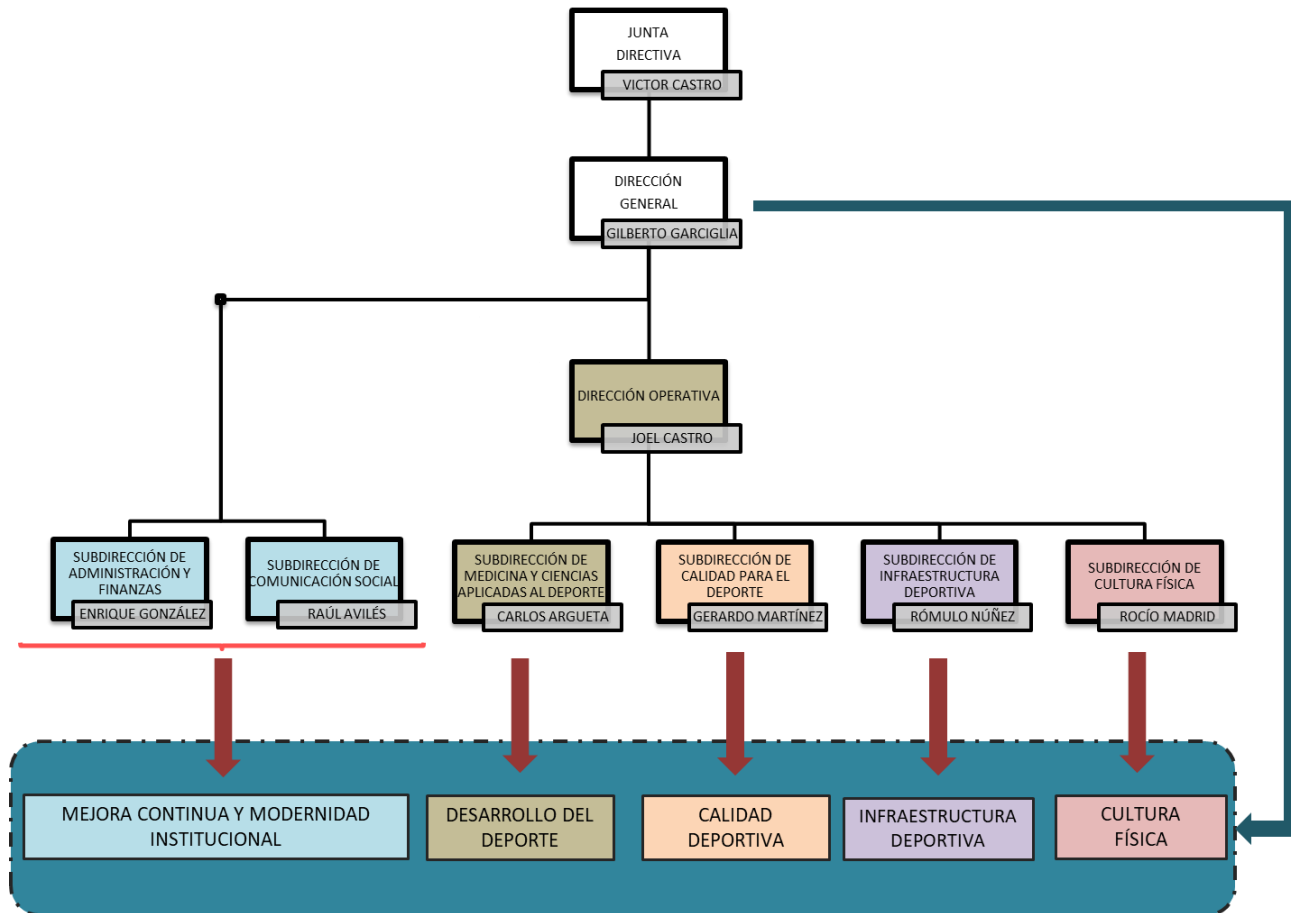 JUNTA
DIRECTIVA
VICTOR CASTRO
DIRECCIÓN
GENERAL
GILBERTO GARCIGLIA
DIRECCIÓN OPERATIVA
JOEL CASTRO
SUBDIRECCIÓN DE
ADMINISTRACIÓN Y
FINANZAS
ENRIQUE GONZÁLEZ
SUBDIRECCIÓN DE
COMUNICACIÓN SOCIAL
RAÚL AVILÉS
SUBDIRECCIÓN DE
MEDICINA Y CIENCIAS
APLICADAS AL DEPORTE
CARLOS ARGUETA
SUBDIRECCIÓN DE
CALIDAD PARA EL
DEPORTE
GERARDO MARTÍNEZ
SUBDIRECCIÓN DE
INFRAESTRUCTURA
DEPORTIVA
RÓMULO NÚÑEZ
SUBDIRECCIÓN DE
CULTURA FÍSICA
ROCÍO MADRID
MEJORA CONTINUA Y MODERNIDAD
INSTITUCIONAL
DESARROLLO DEL
DEPORTE
CALIDAD
DEPORTIVA
INFRAESTRUCTURA
DEPORTIVA
CULTURA
FÍSICA